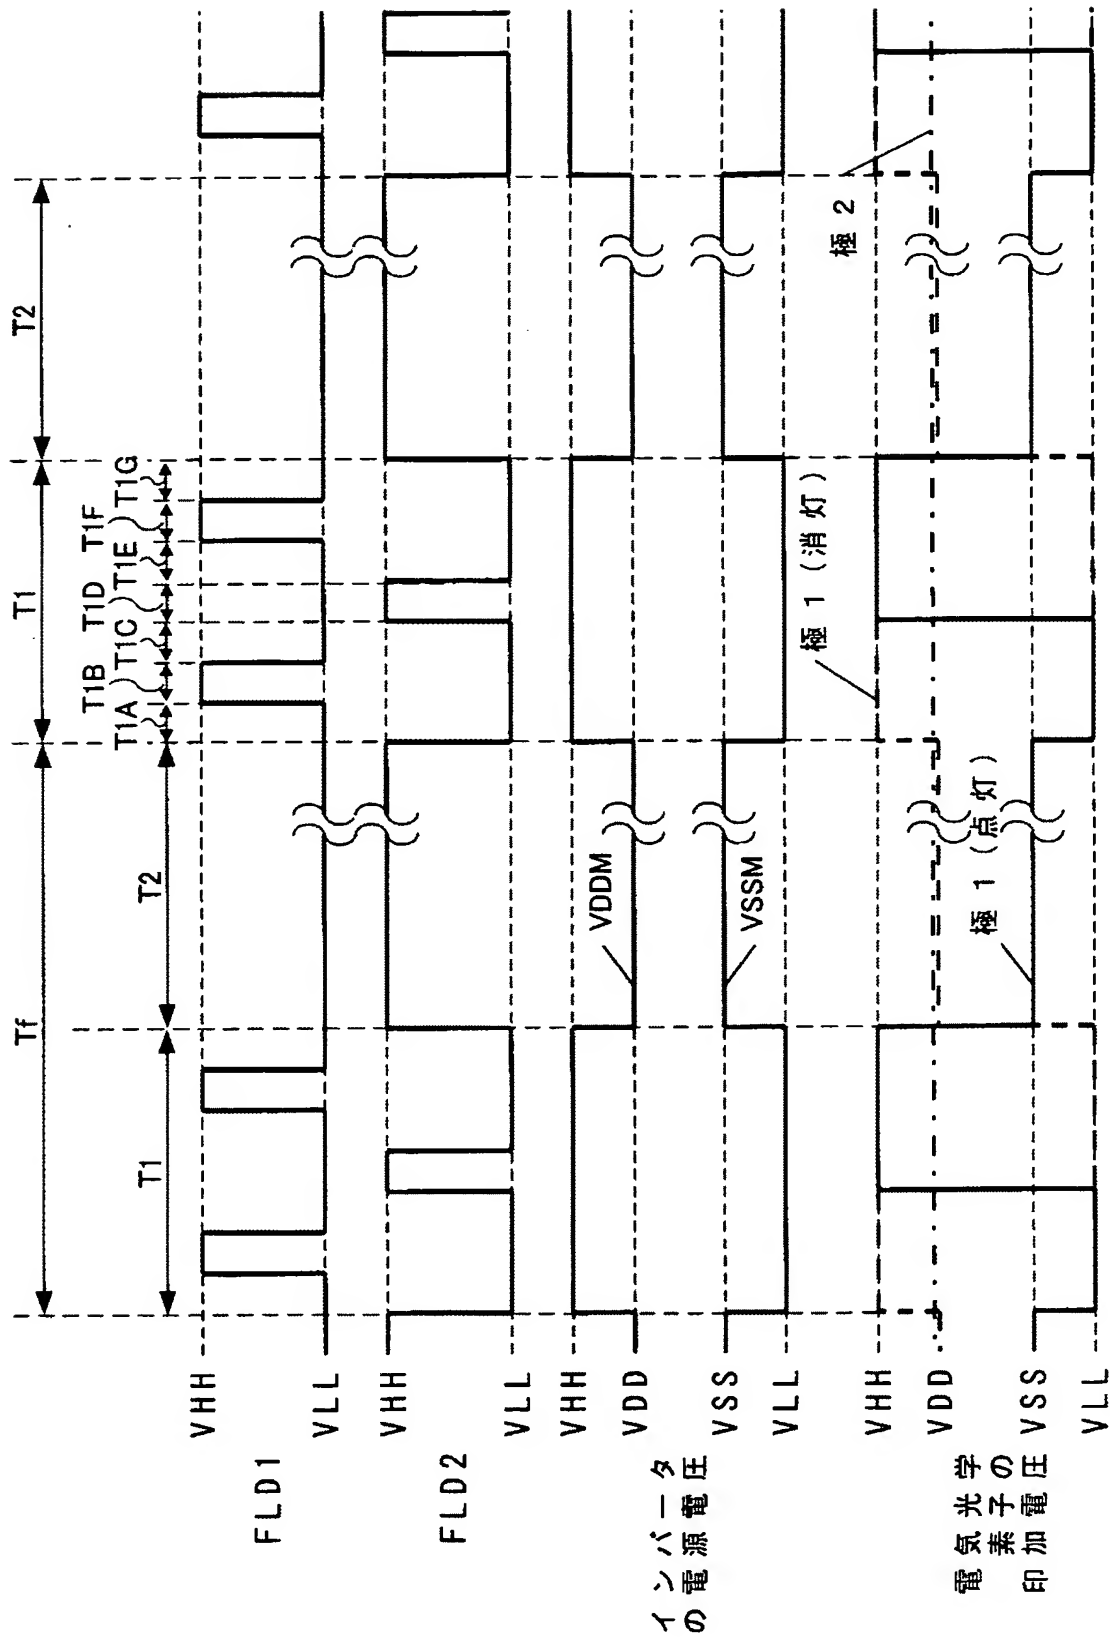 Tf
T1
T2
T1
T2
T1A
T1B
T1C
T1D
T1E
T1F
T1G
VHH
FLD1
VLL
VHH
FLD2
VLL
VHH
VDD
インバータ
の電源電圧
VSS
VLL
VDDM
VSSM
VHH
VDD
電気光学
素子の
印加電圧
VSS
VLL
極1(点灯)
極1(消灯)
極2